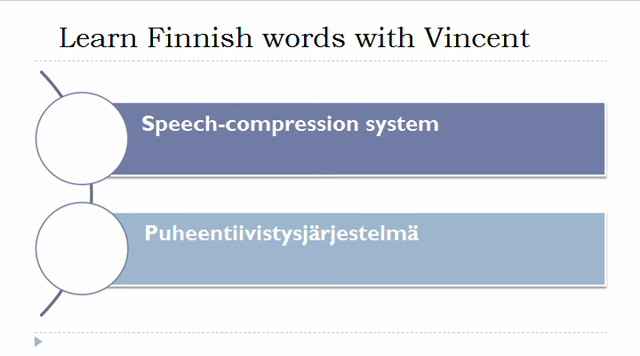 Learn Finnish words with Vincent
Speech-compression system
Puheentiivistysjärjestelmä